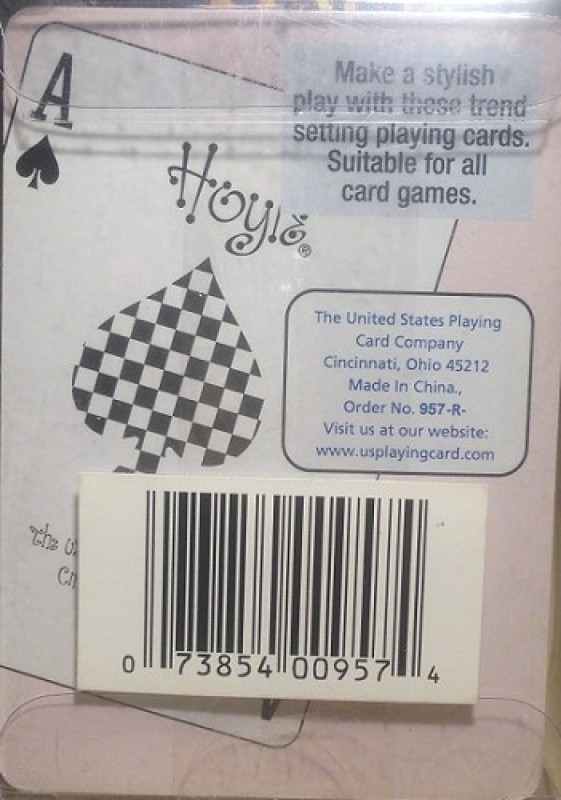 A
Hoyle®
Make a stylish
play with these trend
setting playing cards.
Suitable for all
card games.
The United States Playing
Card Company
Cincinnati, Ohio 45212
Made In China.,
Order No. 957-R-
Visit us at our website:
www.usplayingcard.com
The
0 73854 00957 4